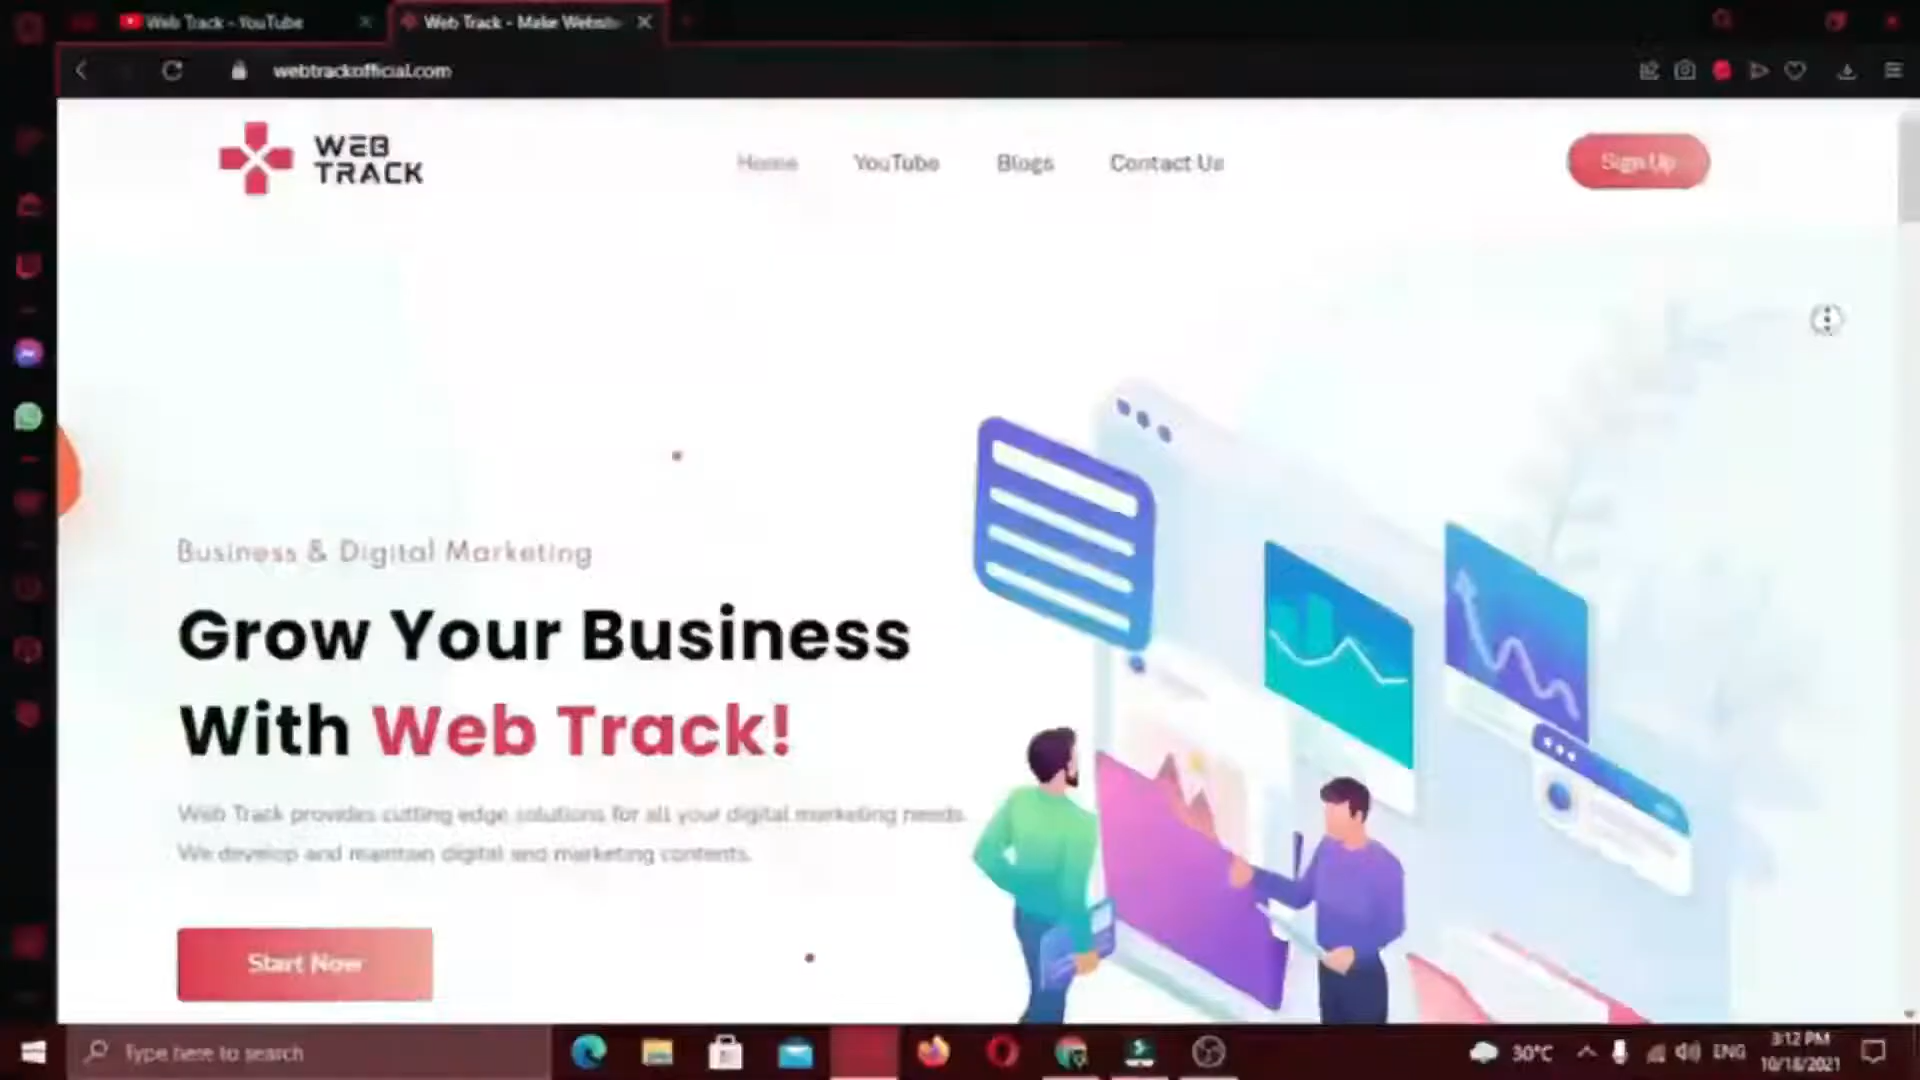 Web Track - YouTube
Web Track - Make Website
webtrackofficial.com
WEB
TRACK
Home
YouTube
Blogs
Contact Us
Sign Up
Business & Digital Marketing
Grow Your Business
With Web Track!
Web Track provides cutting edge solutions for all your digital marketing needs.
We develop and maintain digital and marketing contents.
Start Now
Type here to search
30°C
ENG
3:12 PM
10/18/2021